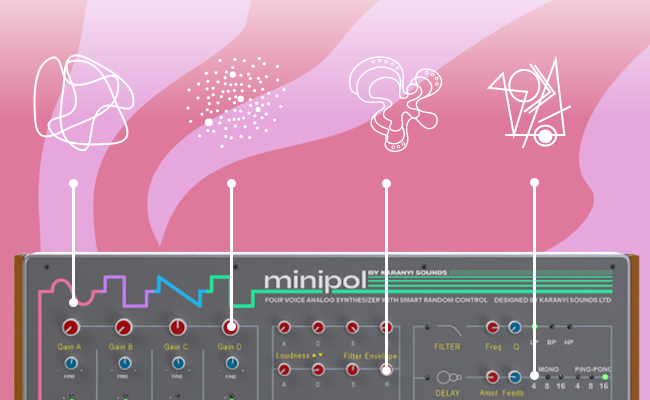 minipol BY KARANYI SOUNDS
FOUR VOICE ANALOG SYNTHESIZER WITH SMART RANDOM CONTROL DESIGNED BY KARANYI SOUNDS LTD
Gain A Gain B Gain C Gain D
FINE FINE FINE FINE
A D S R
Loudness Filter Envelope
A D S R
FILTER Freq Q LP BP HP
MONO PING-PONG
DELAY Amnt Feedb 4 8 16 4 8 16